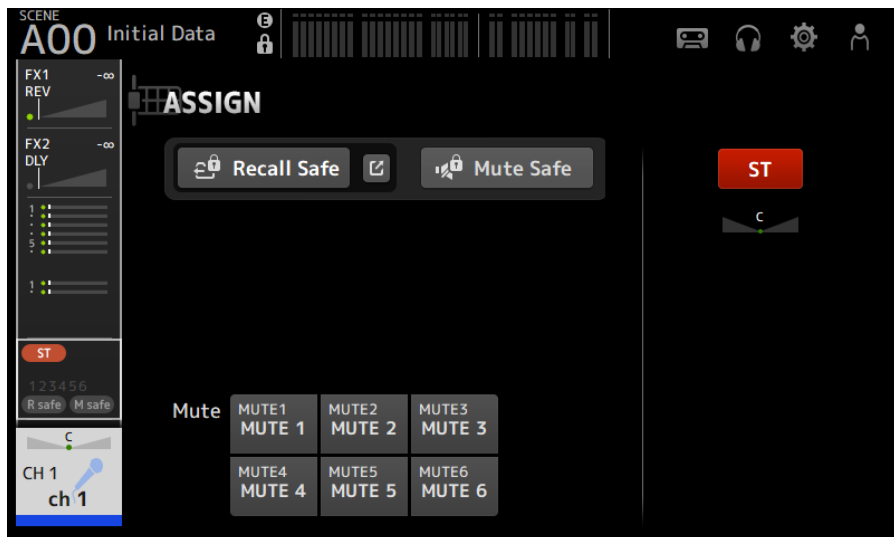 SCENE
A00 Initial Data
E
FX1 -∞
REV
FX2 -∞
DLY
1
5
1
ST
123456
R safe M safe
C
CH 1
ch 1
ASSIGN
Recall Safe
Mute Safe
ST
C
Mute
MUTE1 MUTE2 MUTE3
MUTE 1 MUTE 2 MUTE 3
MUTE4 MUTE5 MUTE6
MUTE 4 MUTE 5 MUTE 6